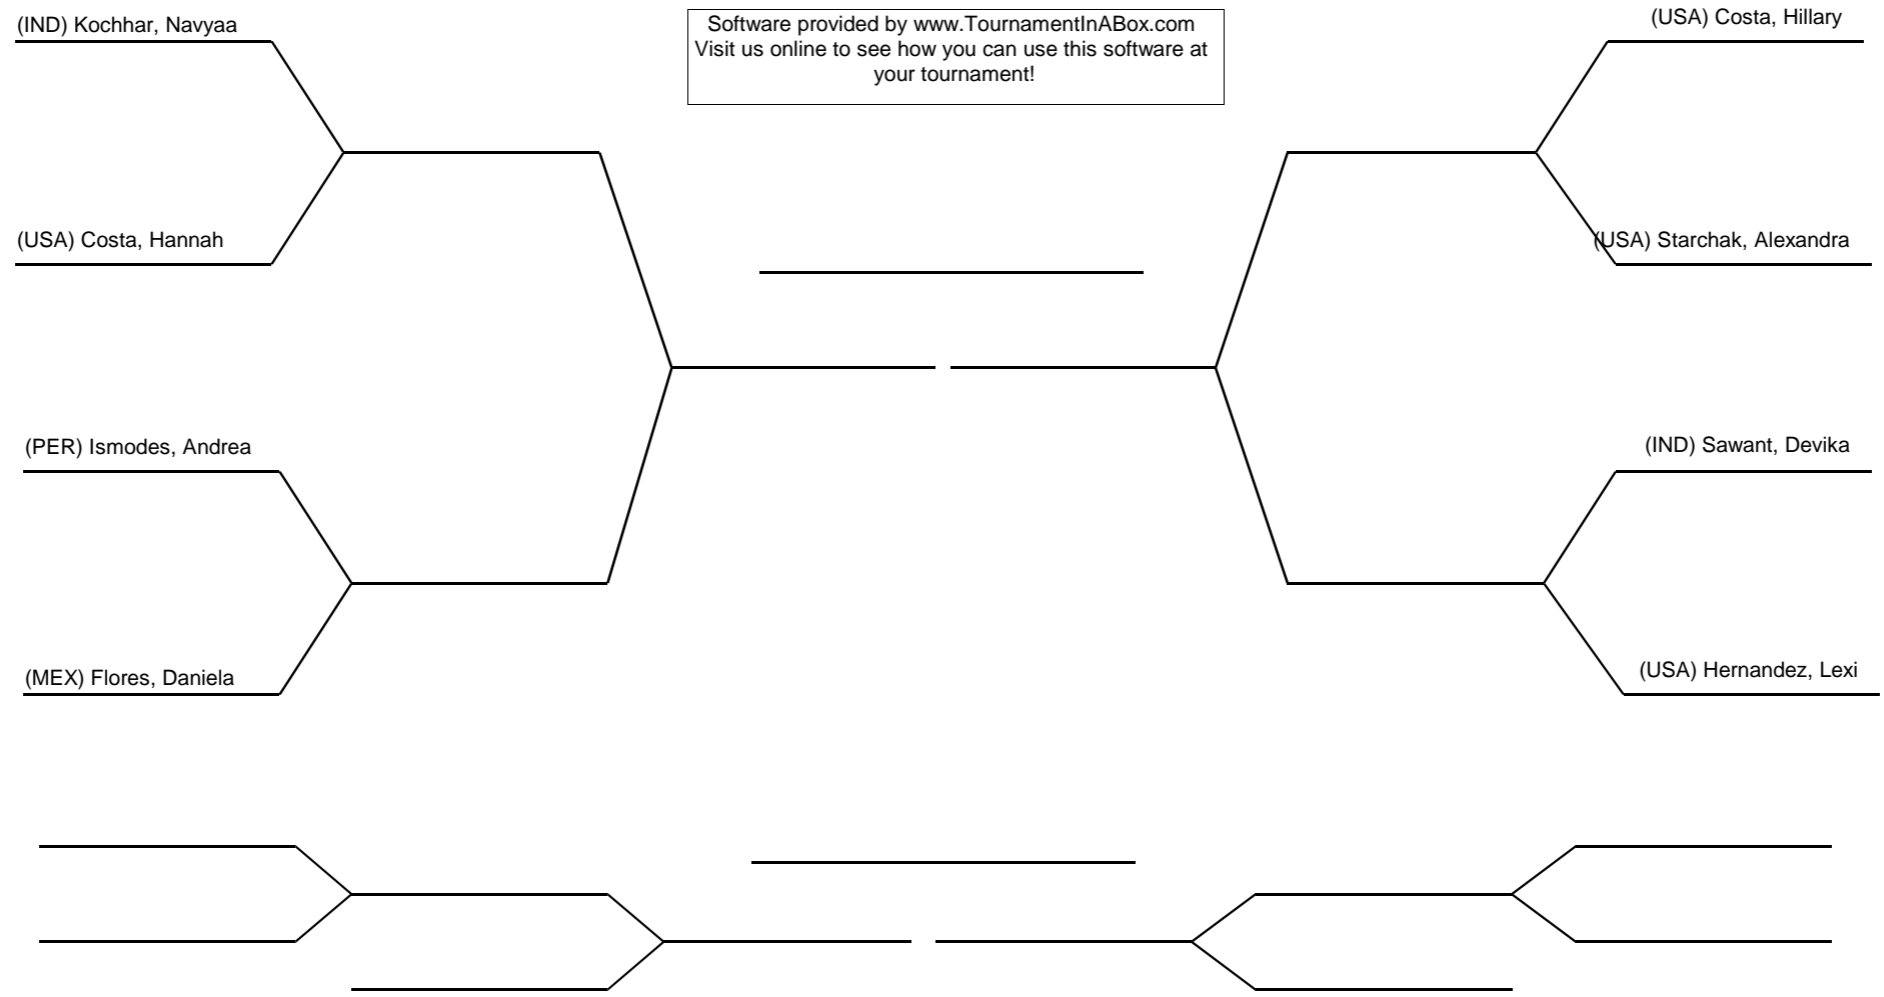 (IND) Kochhar, Navyaa
Software provided by www.TournamentInABox.com
Visit us online to see how you can use this software at
your tournament!
(USA) Costa, Hillary
(USA) Costa, Hannah
(USA) Starchak, Alexandra
(PER) Ismodes, Andrea
(IND) Sawant, Devika
(MEX) Flores, Daniela
(USA) Hernandez, Lexi